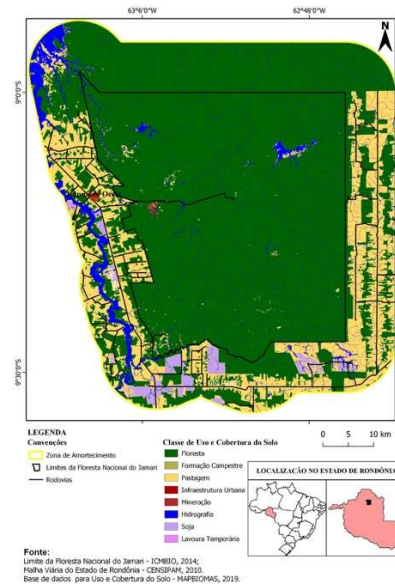 63°6'0"O 62°48'0"O
N
9°0'0"S
9°30'0"S
LEGENDA
Convenções
Zona de Amortecimento
Limites da Floresta Nacional do Jamari
Rodovias
Classe de Uso e Cobertura do Solo
Floresta
Formação Campestre
Pastagem
Infraestrutura Urbana
Mineração
Hidrografia
Soja
Lavoura Temporária
0 5 10 km
LOCALIZAÇÃO NO ESTADO DE RONDÔNIA
Fonte:
Limite da Floresta Nacional do Jamari - ICMBIO, 2014;
Malha Viária do Estado de Rondônia - CENSIPAM, 2010.
Base de dados para Uso e Cobertura do Solo - MAPBIOMAS, 2019.